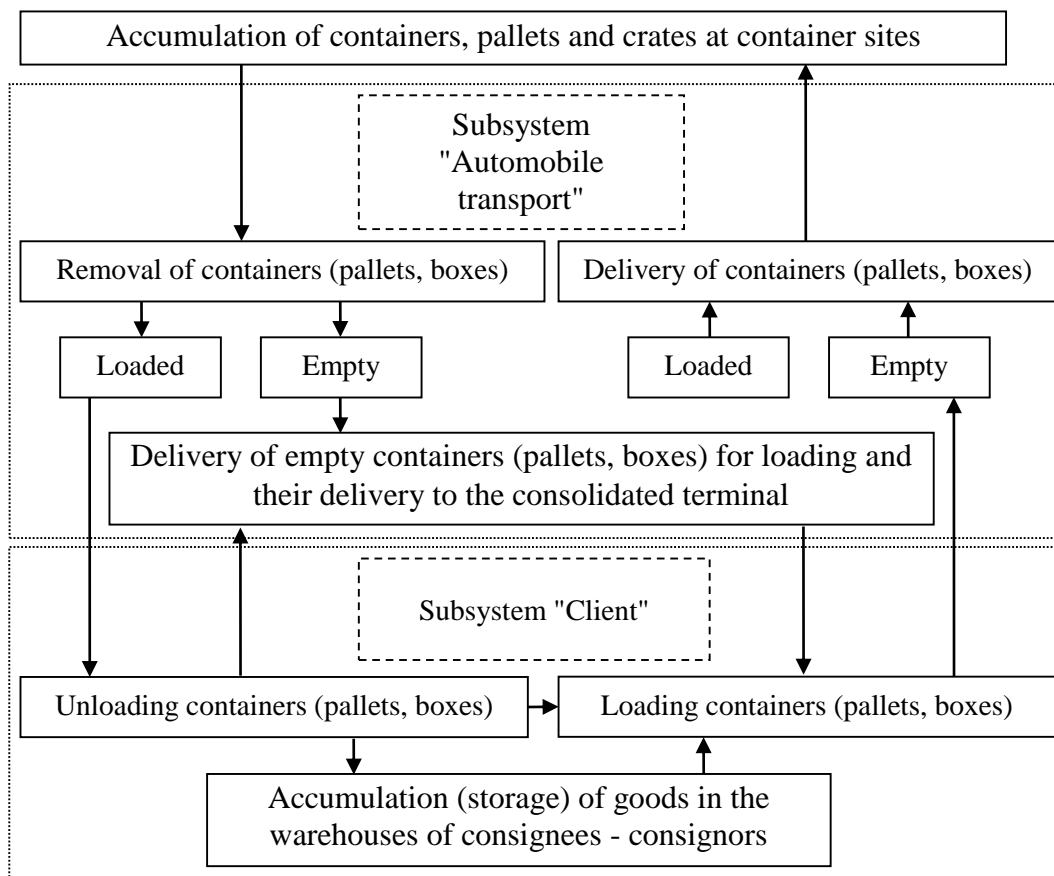 Accumulation of containers, pallets and crates at container sites
Subsystem
"Automobile
transport"
Removal of containers (pallets, boxes)
Delivery of containers (pallets, boxes)
Loaded
Empty
Loaded
Empty
Delivery of empty containers (pallets, boxes) for loading and
their delivery to the consolidated terminal
Subsystem "Client"
Unloading containers (pallets, boxes)
Loading containers (pallets, boxes)
Accumulation (storage) of goods in the
warehouses of consignees - consignors